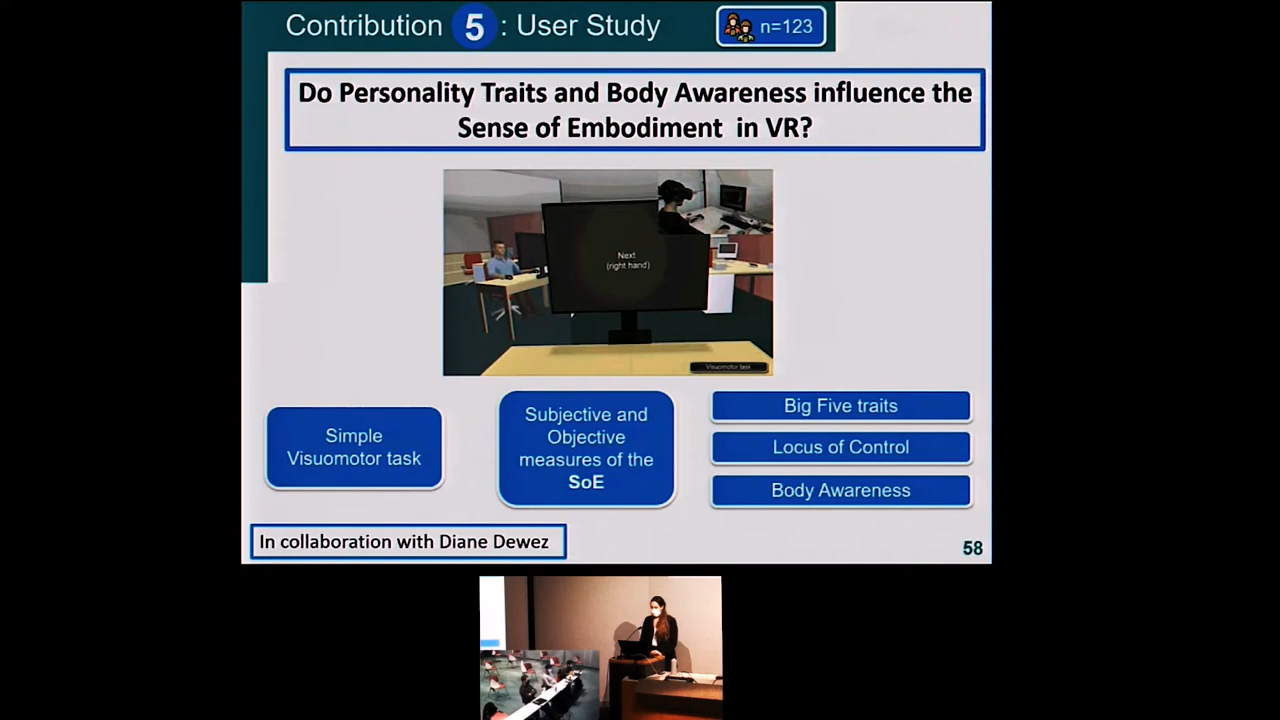 Contribution 5 : User Study
n=123
Do Personality Traits and Body Awareness influence the
Sense of Embodiment in VR?
Next
(right hand)
Visuomotor task
Simple
Visuomotor task
Subjective and
Objective
measures of the
SoE
Big Five traits
Locus of Control
Body Awareness
In collaboration with Diane Dewez
58